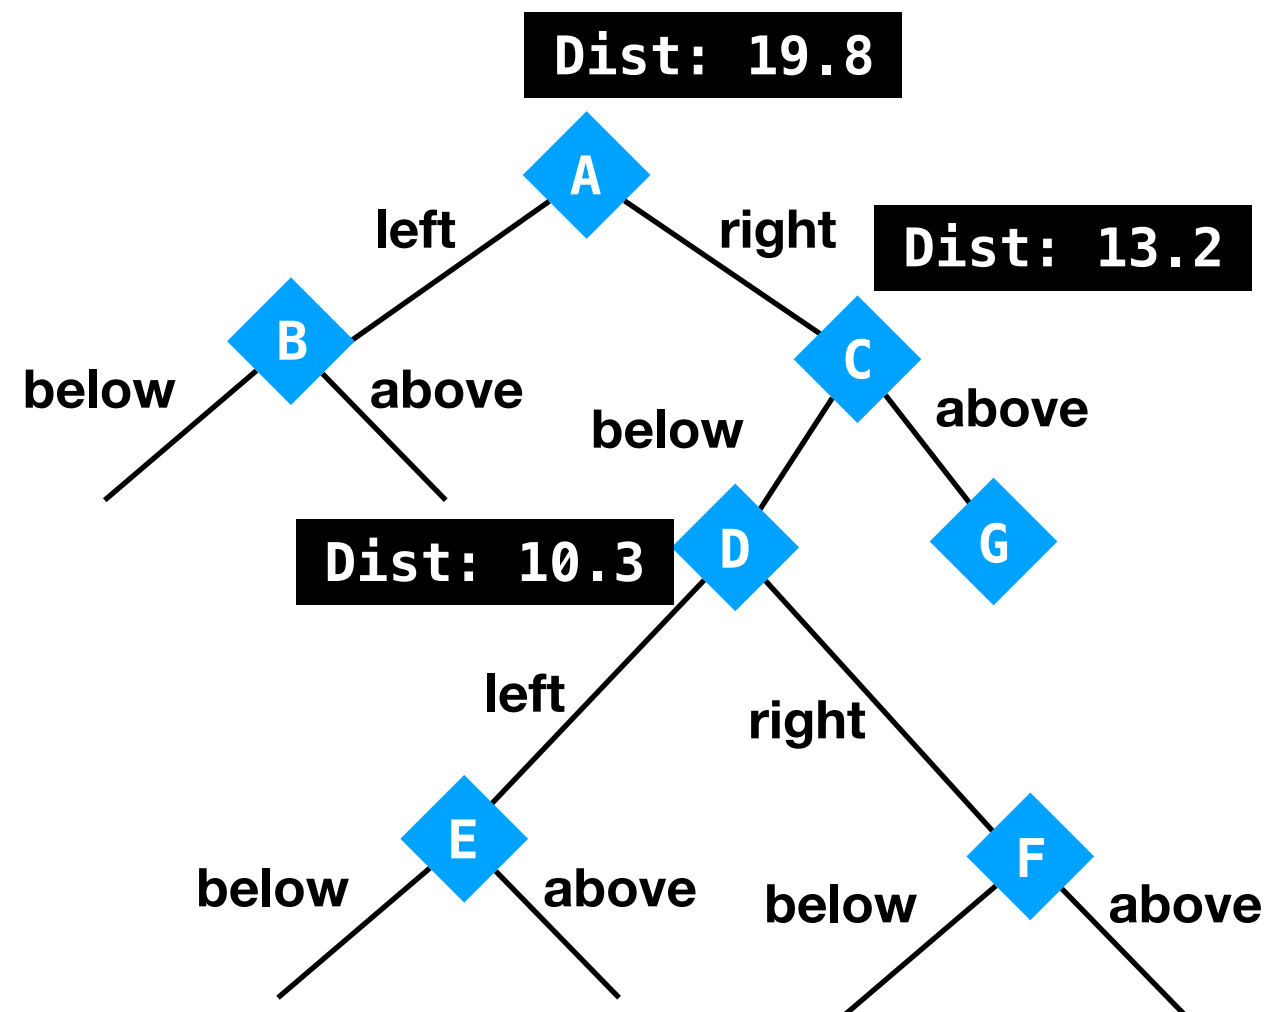 Dist: 19.8
A
left
right
Dist: 13.2
B
C
below
above
below
above
Dist: 10.3
D
G
left
right
E
F
below
above
below
above